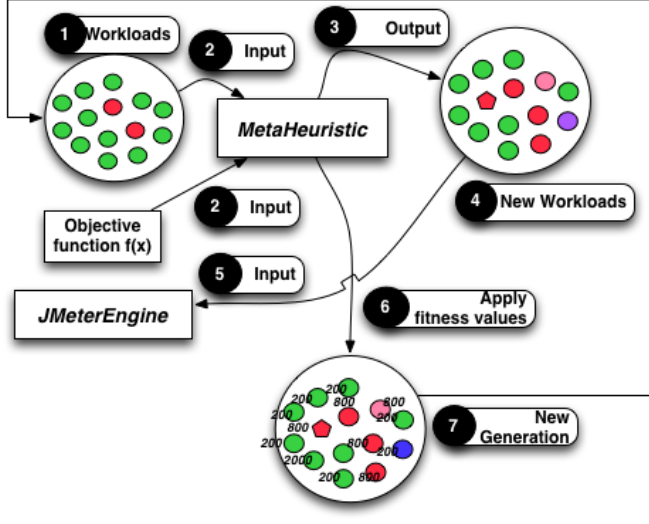 1 Workloads
2 Input
3 Output
MetaHeuristic
4 New Workloads
2 Input
Objective
function f(x)
5 Input
JMeterEngine
6 Apply
fitness values
200
200
800
800
200
800
200
800
200
2000
200
800
7 New
Generation